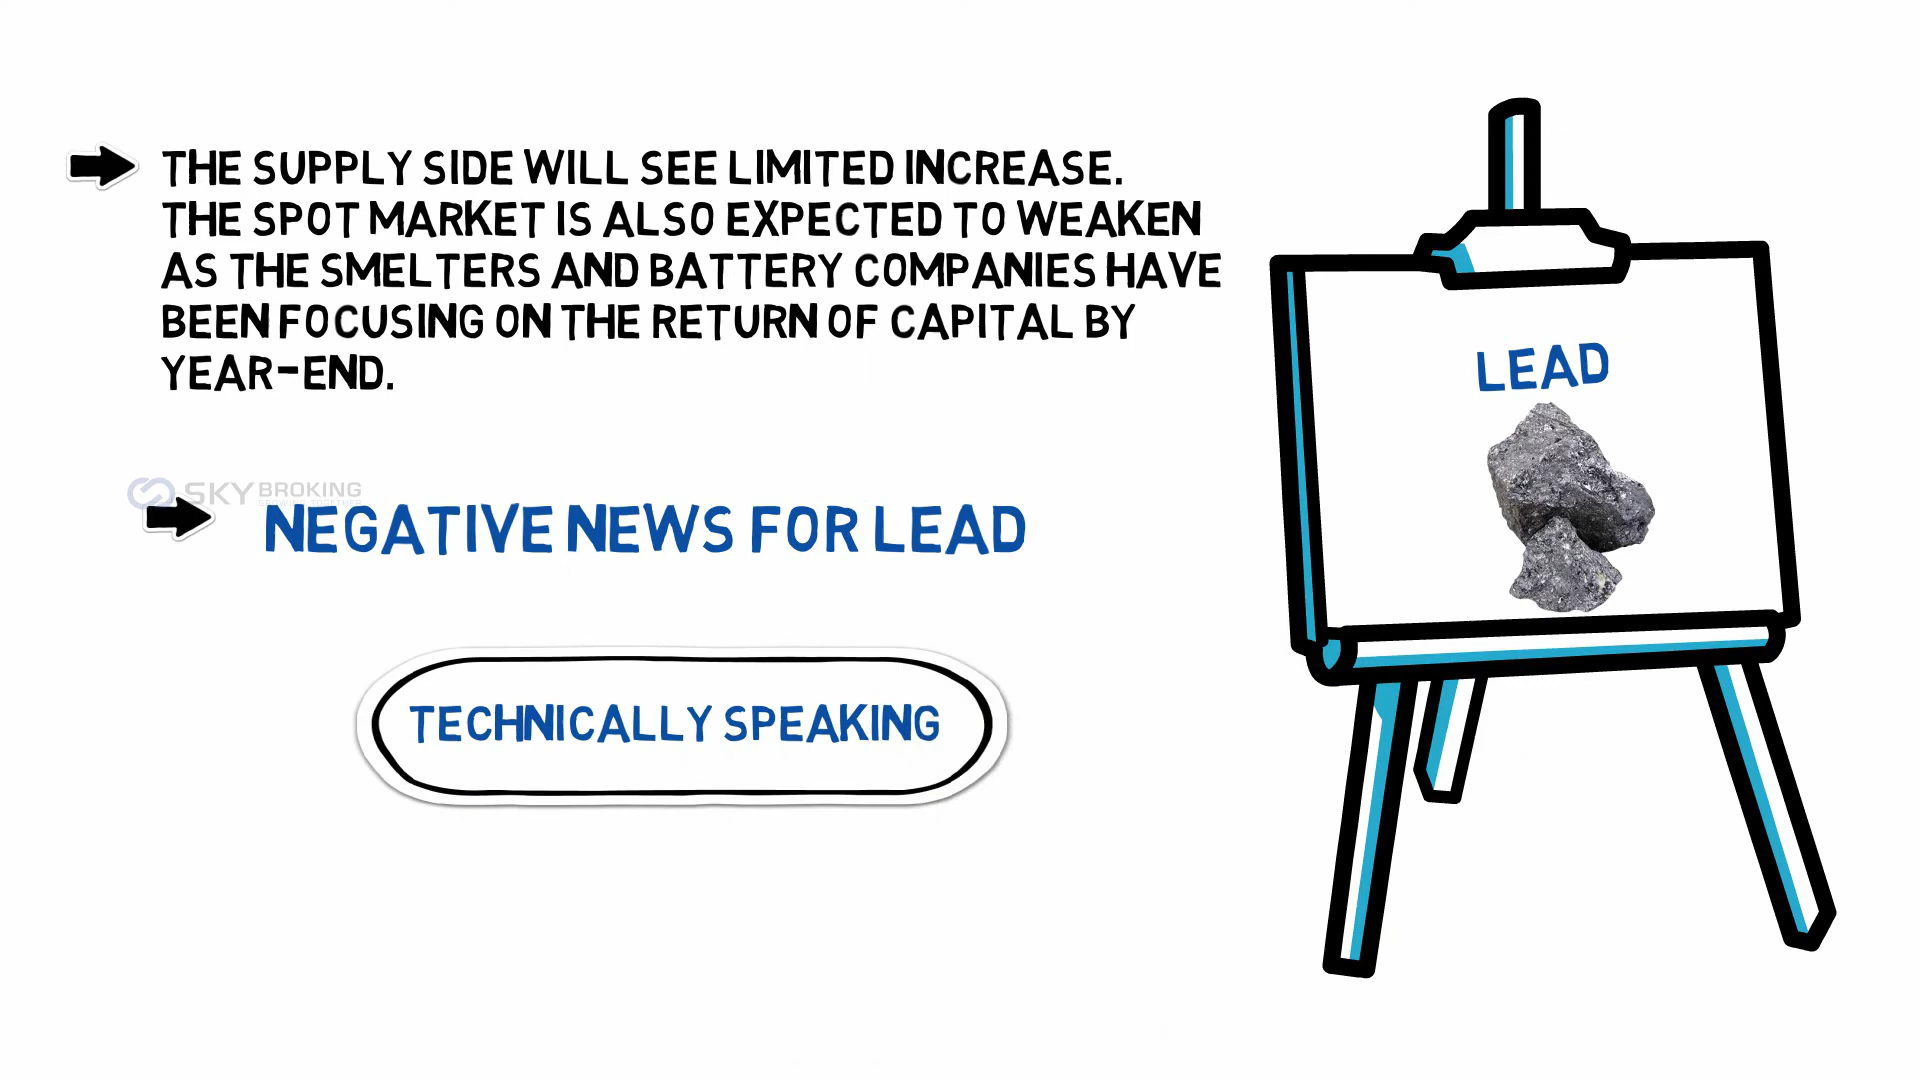 THE SUPPLY SIDE WILL SEE LIMITED INCREASE.
THE SPOT MARKET IS ALSO EXPECTED TO WEAKEN
AS THE SMELTERS AND BATTERY COMPANIES HAVE
BEEN FOCUSING ON THE RETURN OF CAPITAL BY
YEAR-END.
LEAD
SKY BROKING
GROWING TOGETHER
NEGATIVE NEWS FOR LEAD
TECHNICALLY SPEAKING